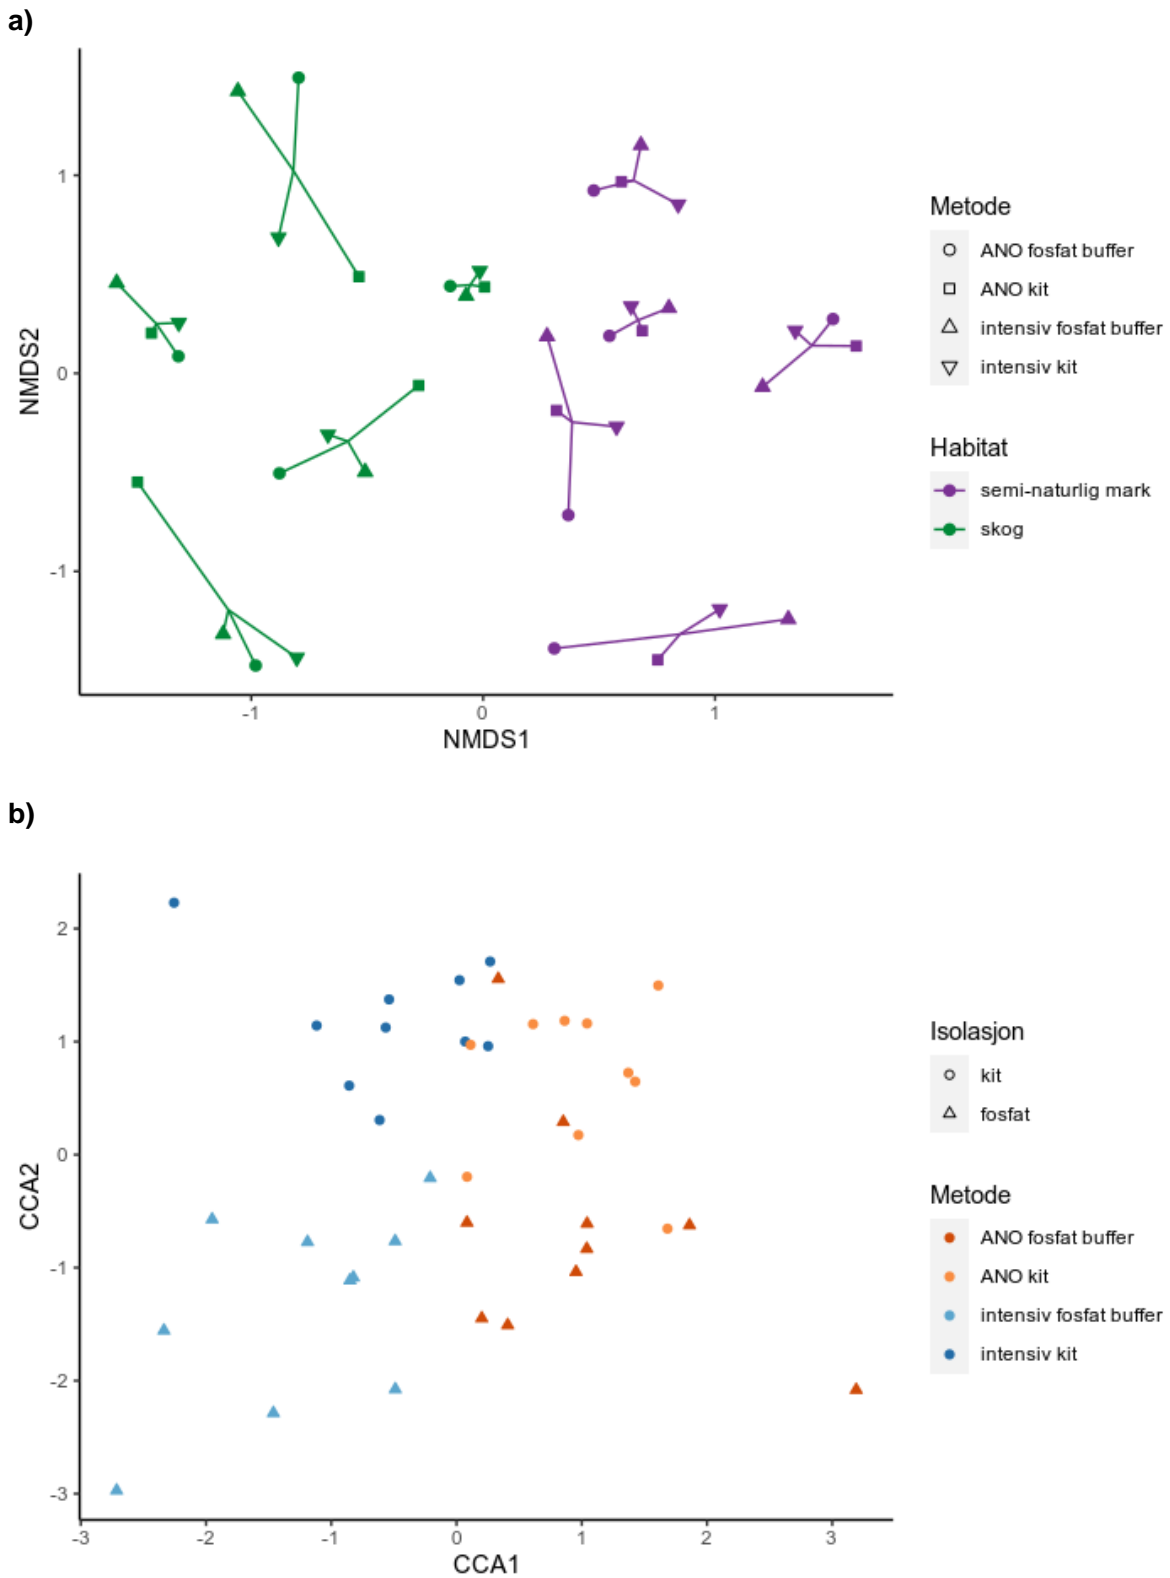 a)
1
0
-1
NMDS2
-1
0
1
NMDS1
Metode
ANO fosfat buffer
ANO kit
intensiv fosfat buffer
intensiv kit
Habitat
semi-naturlig mark
skog
b)
2
1
0
-1
-2
-3
CCA2
-3
-2
-1
0
1
2
3
CCA1
Isolasjon
kit
fosfat
Metode
ANO fosfat buffer
ANO kit
intensiv fosfat buffer
intensiv kit